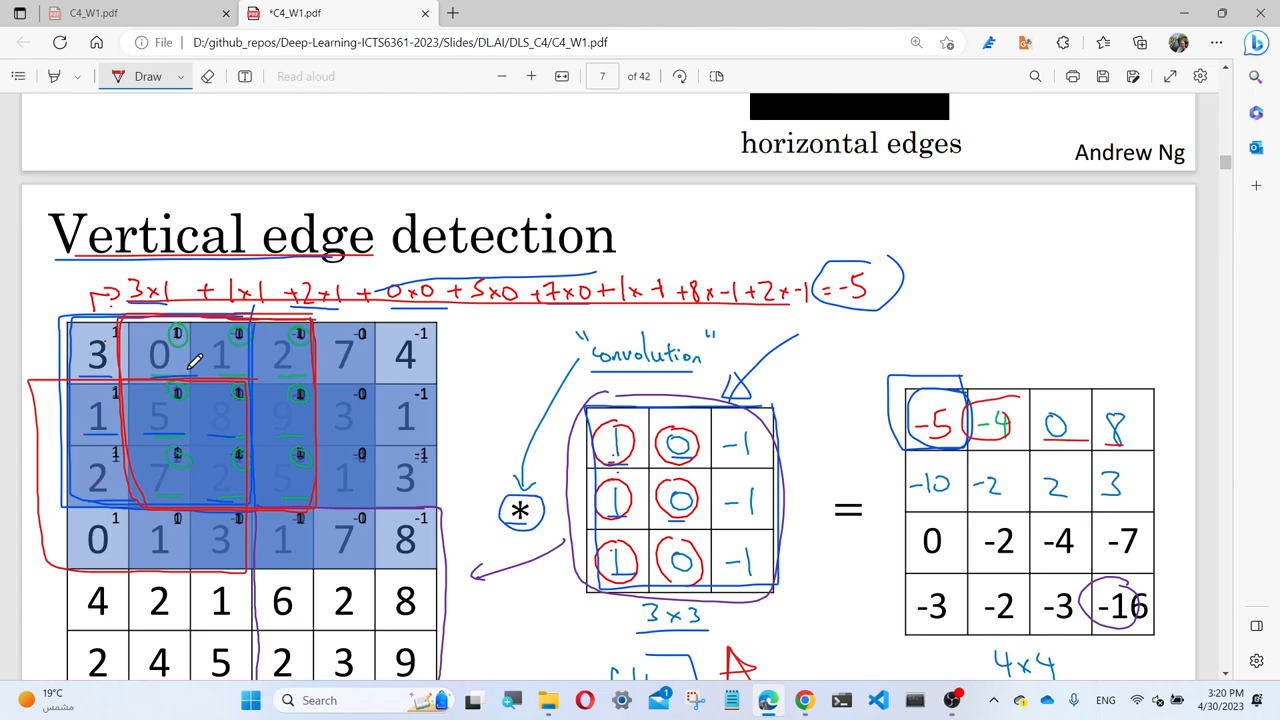 C4_W1.pdf
*C4_W1.pdf
File D:/github_repos/Deep-Learning-ICTS6361-2023/Slides/DL.AI/DLS_C4/C4_W1.pdf
Draw Read aloud 7 of 42
horizontal edges
Andrew Ng
Vertical edge detection
3×1 + 1×1 +2×1 + 0×0 +5×0 +7×0 +1×-1 +8×-1 +2×-1 = -5
"convolution"
3 0 1 2 7 4
1 5 8 9 3 1
2 7 2 5 1 3
0 1 3 1 7 8
4 2 1 6 2 8
2 4 5 2 3 9
*
1 0 -1
1 0 -1
1 0 -1
3×3
=
-5 -4 0 8
-10 -2 2 3
0 -2 -4 -7
-3 -2 -3 -16
4×4
19°C
مشمس
Search
ENG
3:20 PM
4/30/2023